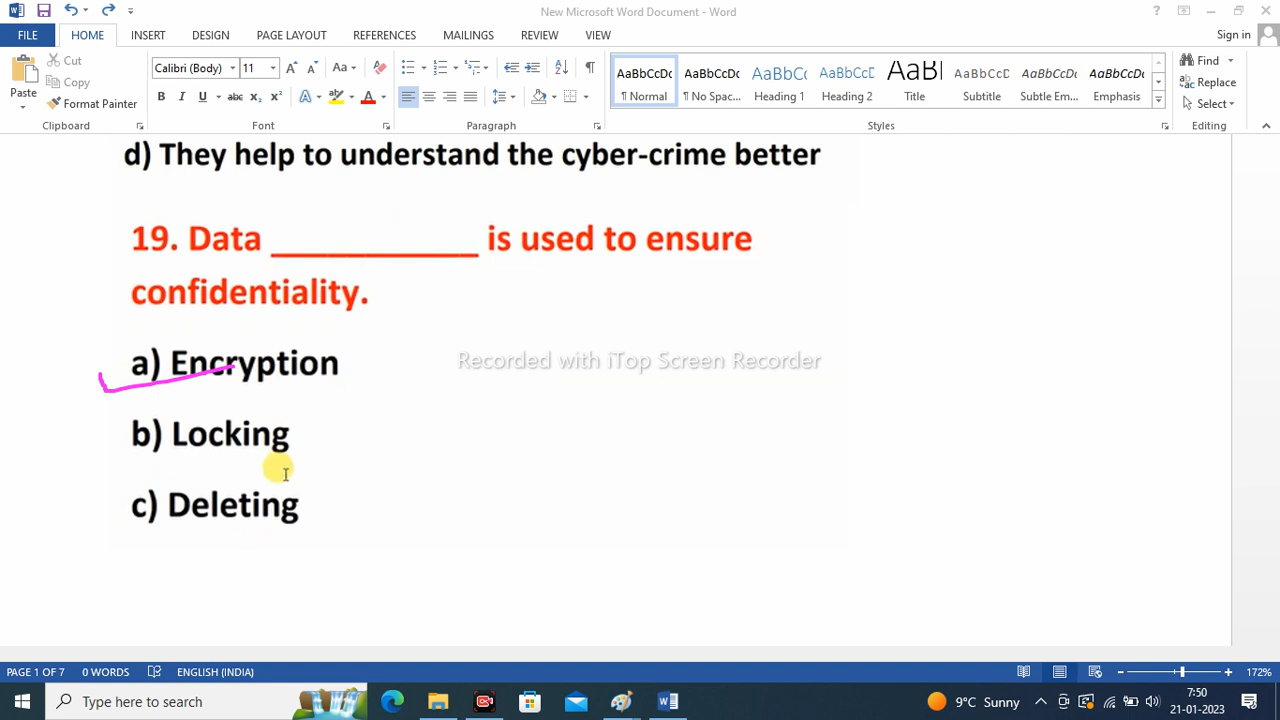 New Microsoft Word Document - Word
FILE HOME INSERT DESIGN PAGE LAYOUT REFERENCES MAILINGS REVIEW VIEW Sign in
Cut
Copy
Paste
Format Painter
Calibri (Body) 11
AaBbCcDc AaBbCcDc AaBbC AaBbCcD AaB AaBbCcD AaBbCcDc AaBbCcDc
¶ Normal ¶ No Spac... Heading 1 Heading 2 Title Subtitle Subtle Em... Emphasis
Find
Replace
Select
Clipboard Font Paragraph Styles Editing
d) They help to understand the cyber-crime better
19. Data ___________ is used to ensure
confidentiality.
a) Encryption
Recorded with iTop Screen Recorder
b) Locking
c) Deleting
PAGE 1 OF 7 0 WORDS ENGLISH (INDIA) 172%
Type here to search
9°C Sunny
7:50
21-01-2023